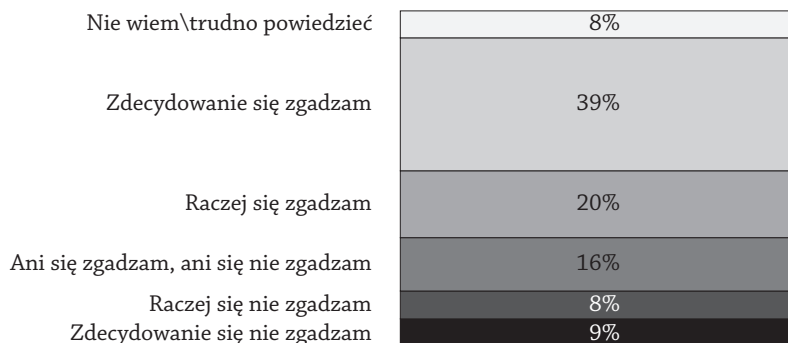 Nie wiem\trudno powiedzieć 8%
Zdecydowanie się zgadzam 39%
Raczej się zgadzam 20%
Ani się zgadzam, ani się nie zgadzam 16%
Raczej się nie zgadzam 8%
Zdecydowanie się nie zgadzam 9%